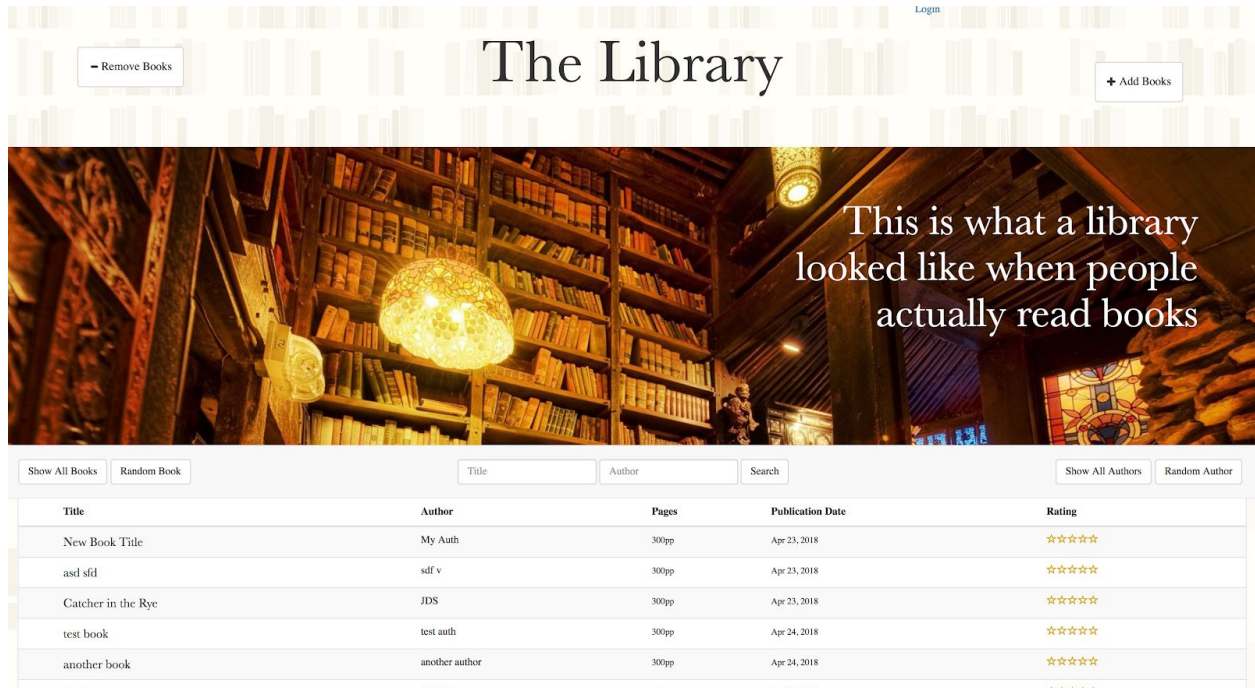 Login
- Remove Books
The Library
+ Add Books
This is what a library
looked like when people
actually read books
Show All Books Random Book Title Author Search Show All Authors Random Author
Title Author Pages Publication Date Rating
New Book Title My Auth 300pp Apr 23, 2018
asd sfd sdf v 300pp Apr 23, 2018
Catcher in the Rye JDS 300pp Apr 23, 2018
test book test auth 300pp Apr 24, 2018
another book another author 300pp Apr 24, 2018